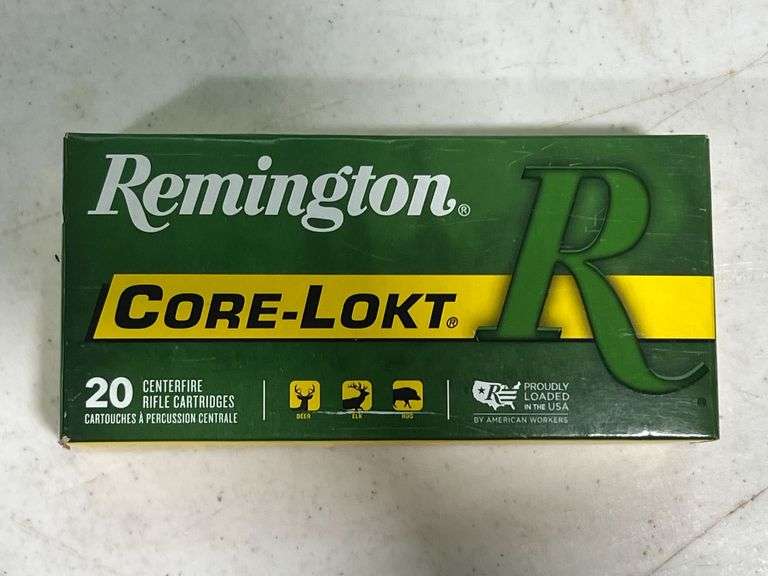 Remington®
CORE-LOKT®
R
20 CENTERFIRE
RIFLE CARTRIDGES
CARTOUCHES À PERCUSSION CENTRALE
DEER ELK HOG
R
PROUDLY
LOADED
IN THE USA
BY AMERICAN WORKERS